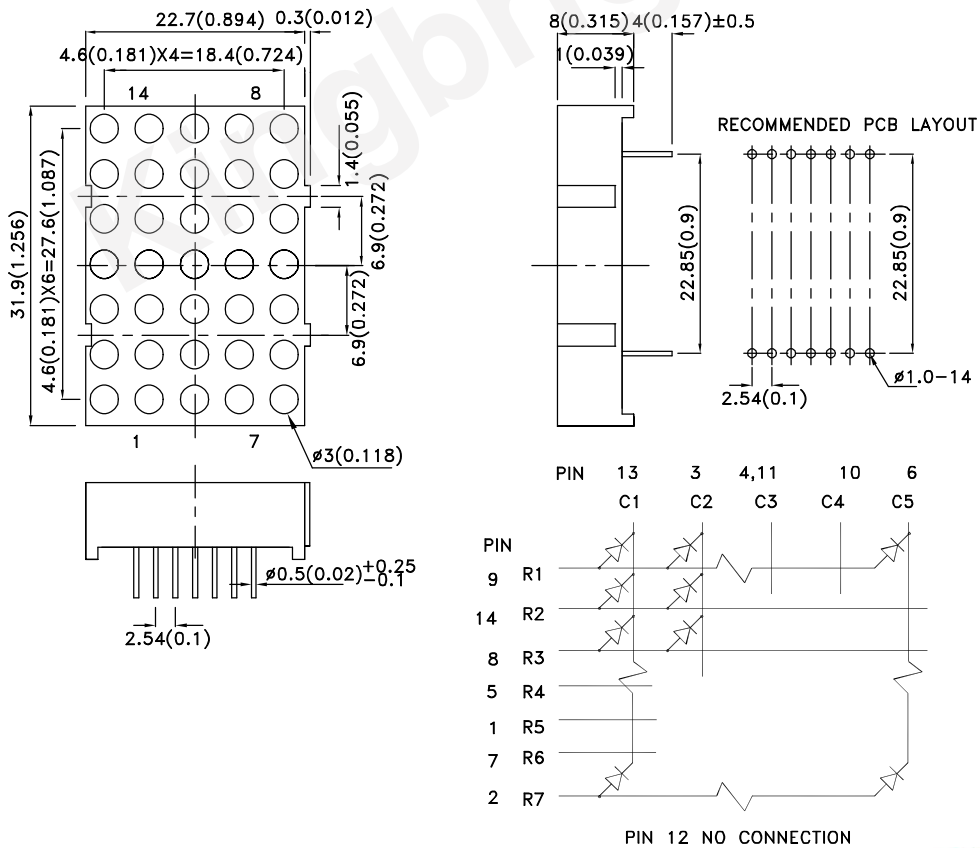 22.7(0.894)
0.3(0.012)
4.6(0.181)X4=18.4(0.724)
14
8
31.9(1.256)
4.6(0.181)X6=27.6(1.087)
1.4(0.055)
6.9(0.272)
6.9(0.272)
1
7
ø3(0.118)
ø0.5(0.02)+0.25 -0.1
2.54(0.1)
8(0.315)
4(0.157)±0.5
1(0.039)
22.85(0.9)
RECOMMENDED PCB LAYOUT
22.85(0.9)
ø1.0-14
2.54(0.1)
PIN 13 3 4,11 10 6
C1 C2 C3 C4 C5
PIN
9 R1
14 R2
8 R3
5 R4
1 R5
7 R6
2 R7
PIN 12 NO CONNECTION